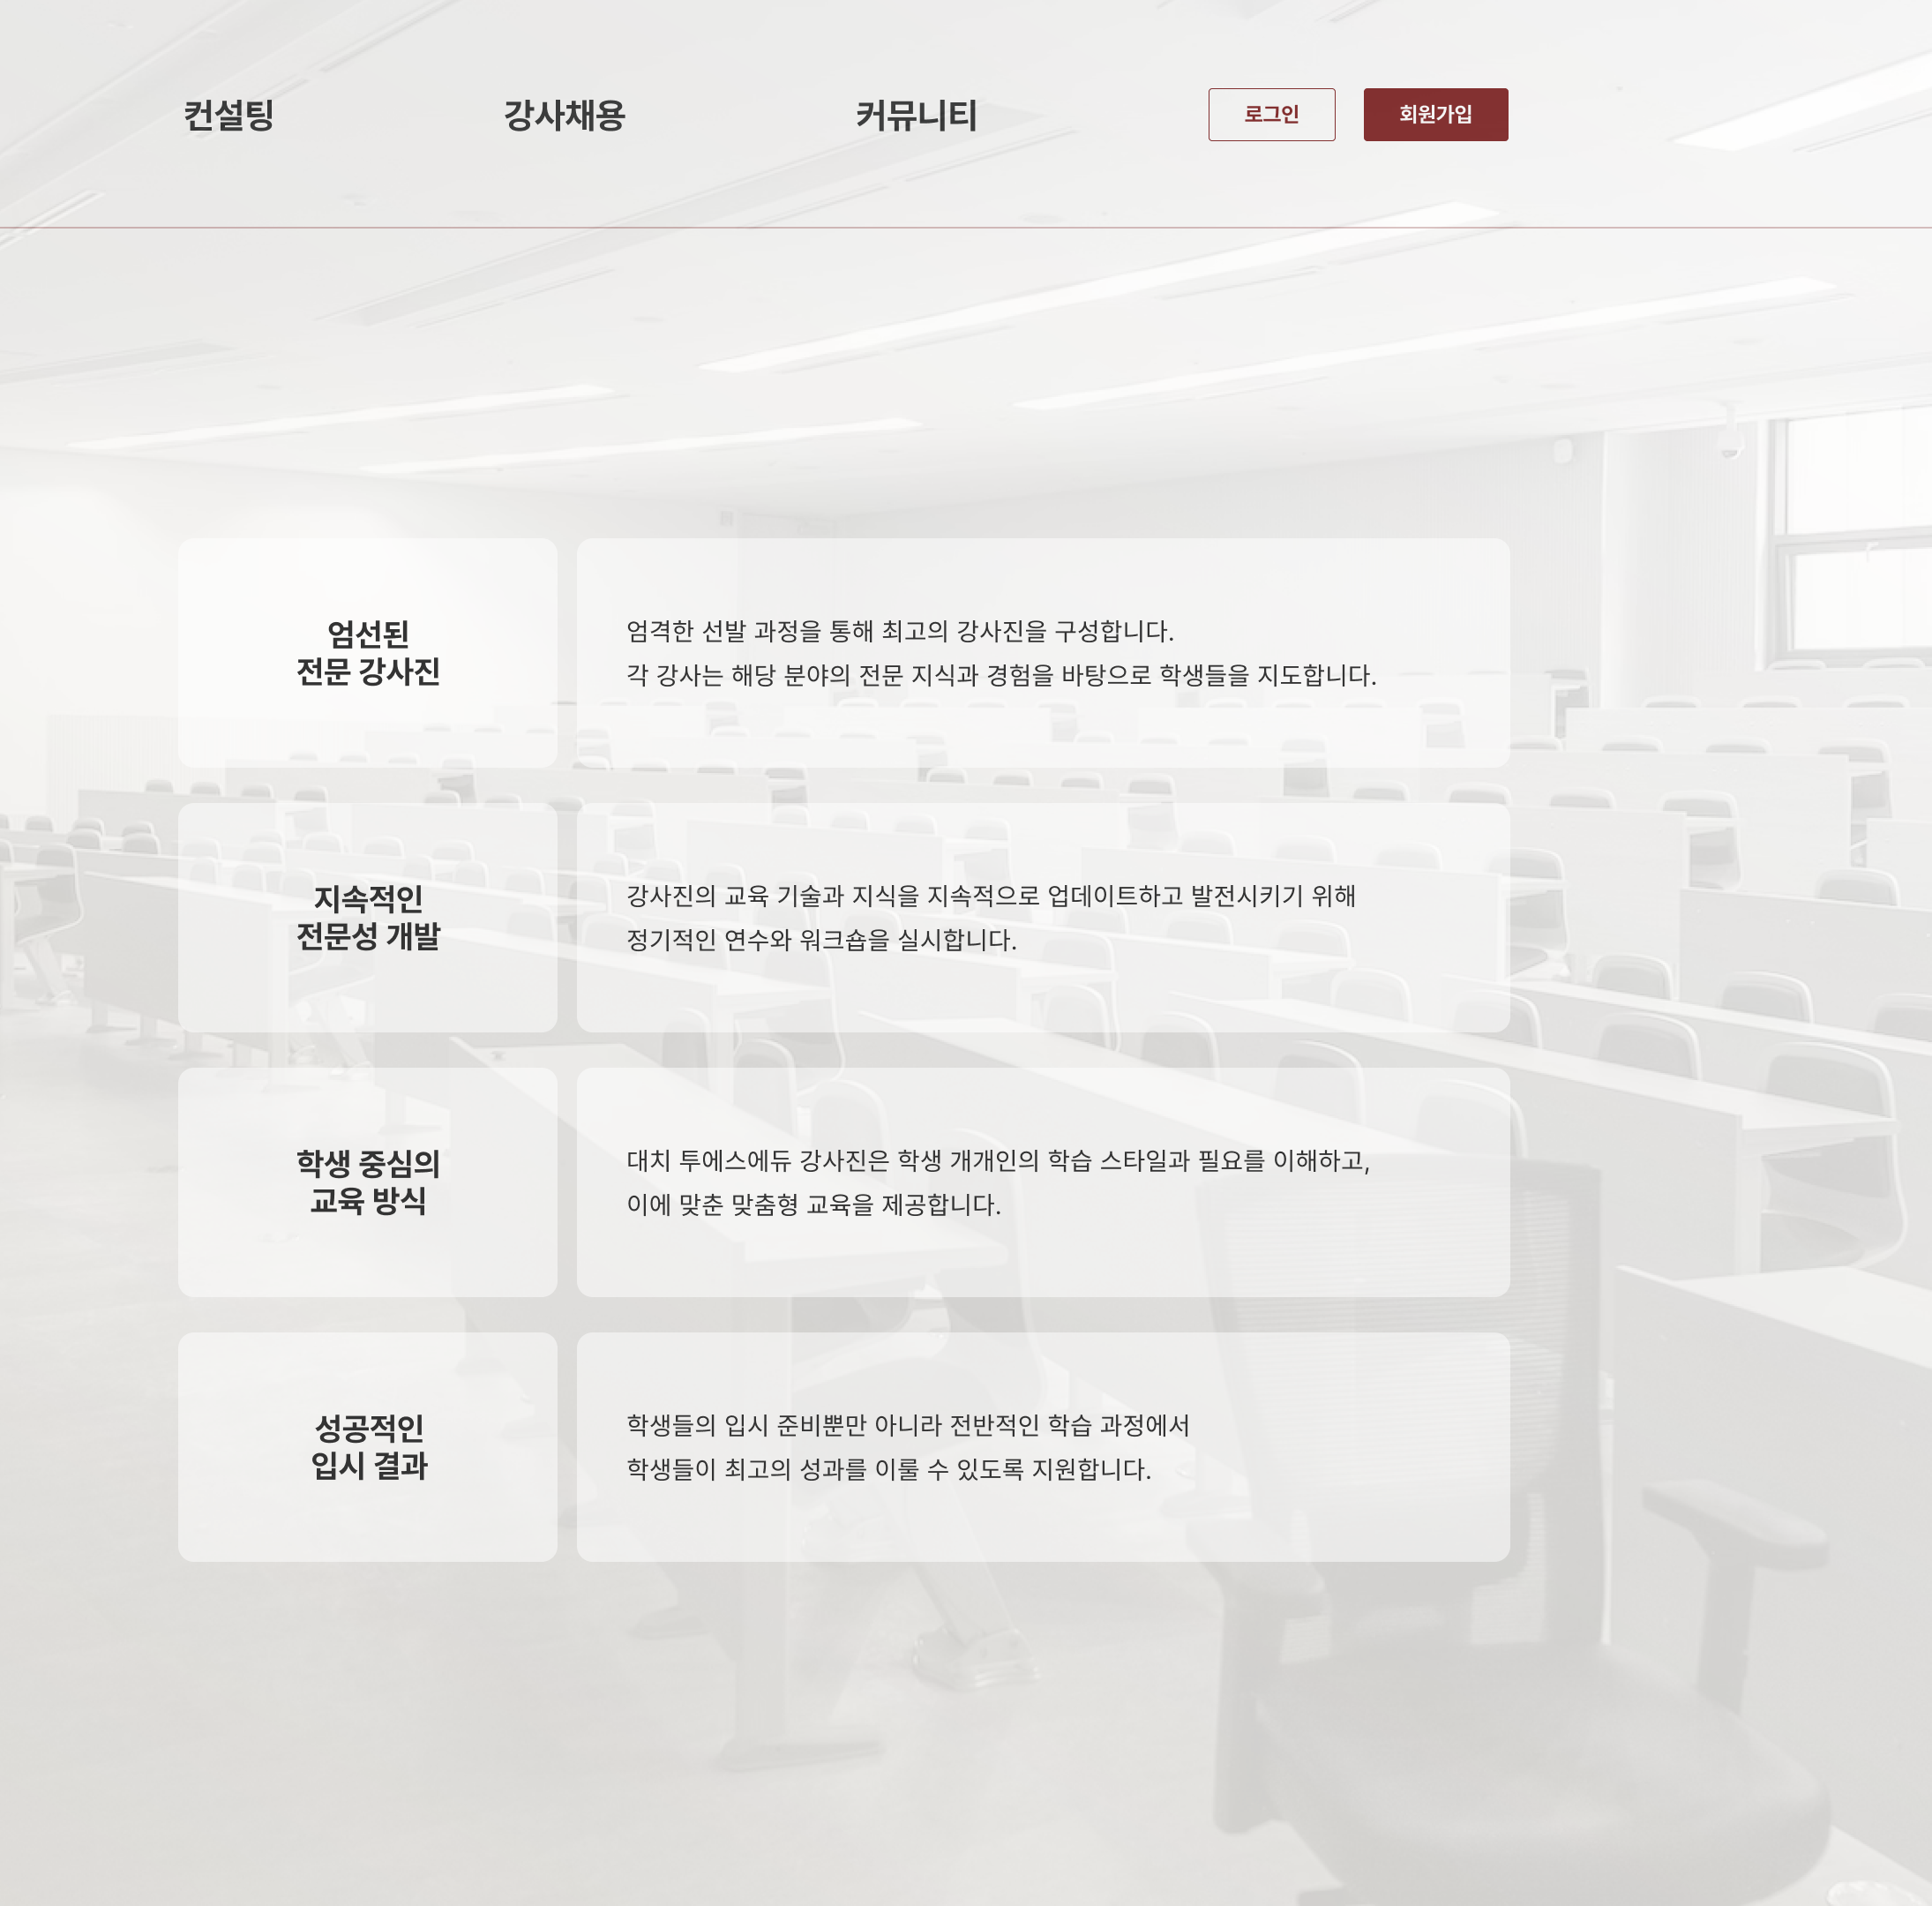 컨설팅
강사채용
커뮤니티
로그인
회원가입
엄선된
전문 강사진
엄격한 선발 과정을 통해 최고의 강사진을 구성합니다.
각 강사는 해당 분야의 전문 지식과 경험을 바탕으로 학생들을 지도합니다.
지속적인
전문성 개발
강사진의 교육 기술과 지식을 지속적으로 업데이트하고 발전시키기 위해
정기적인 연수와 워크숍을 실시합니다.
학생 중심의
교육 방식
대치 투에스에듀 강사진은 학생 개개인의 학습 스타일과 필요를 이해하고,
이에 맞춘 맞춤형 교육을 제공합니다.
성공적인
입시 결과
학생들의 입시 준비뿐만 아니라 전반적인 학습 과정에서
학생들이 최고의 성과를 이룰 수 있도록 지원합니다.